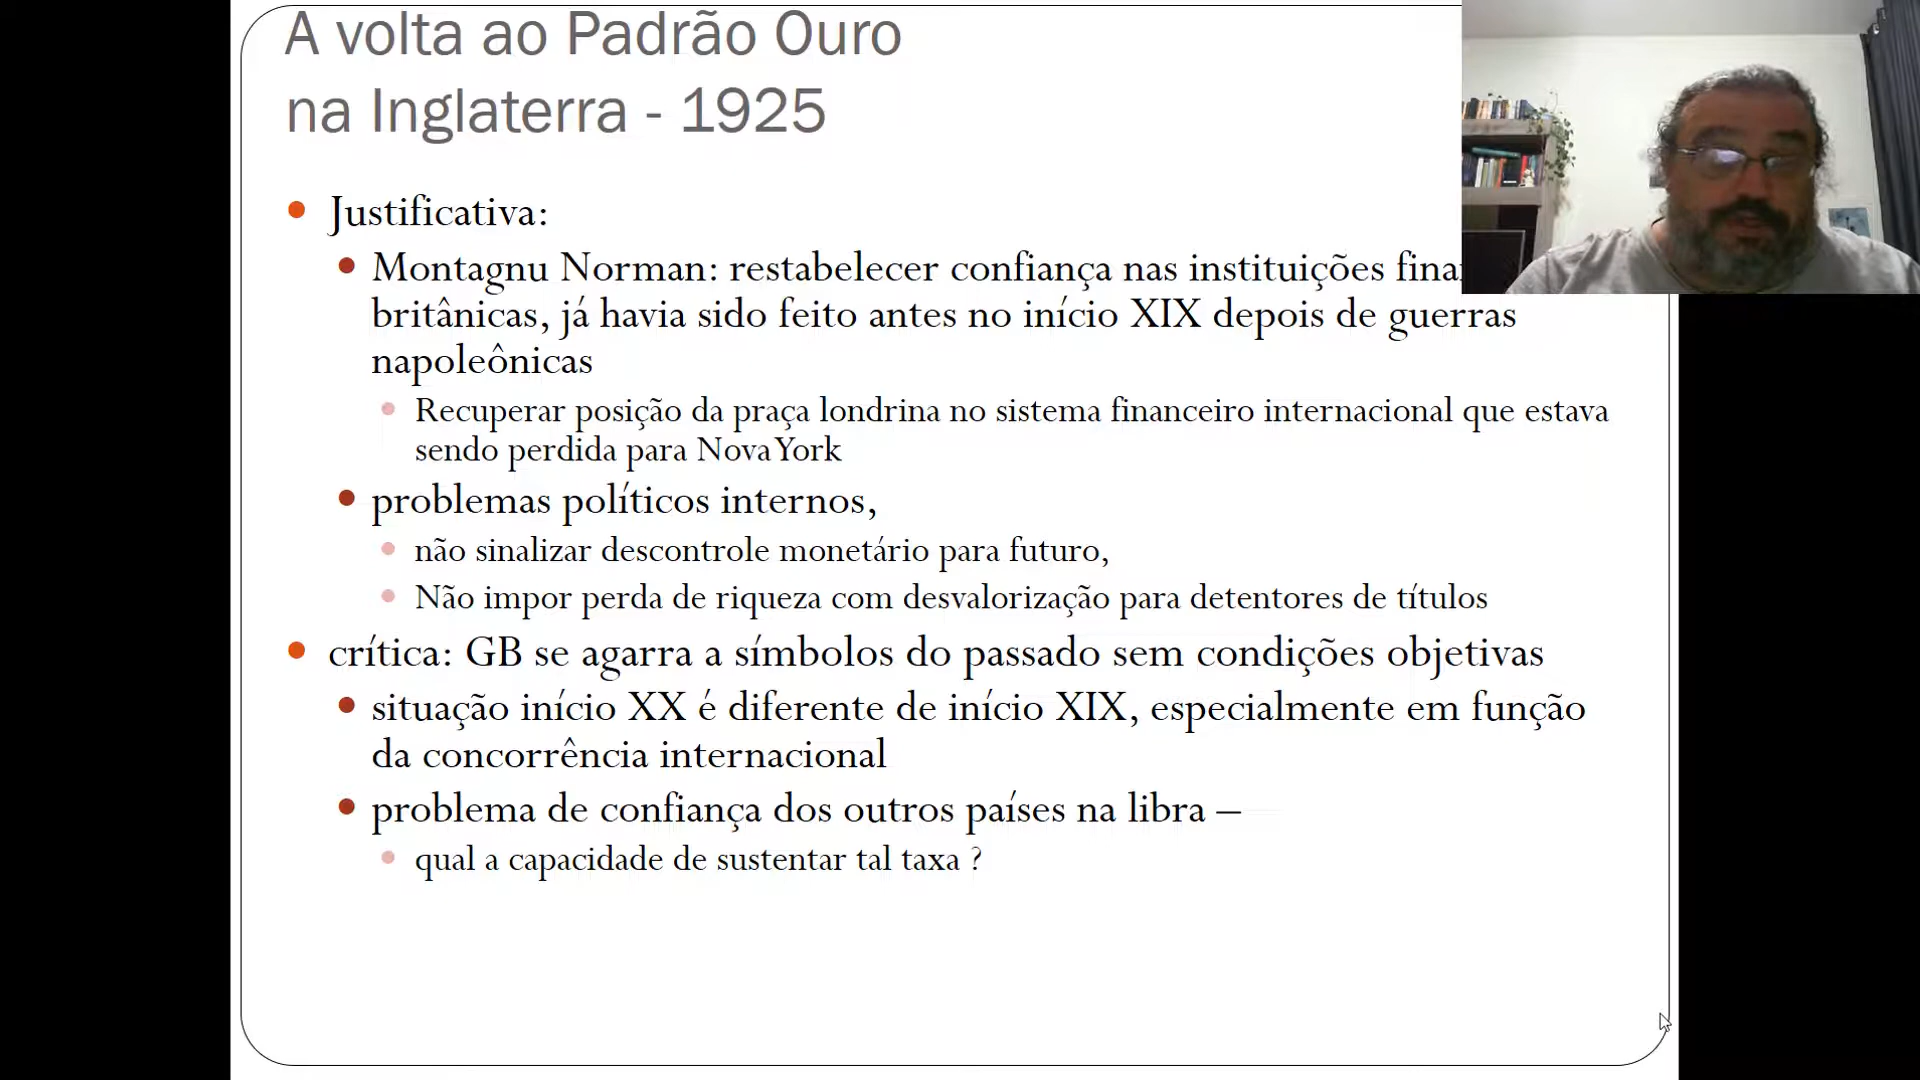 A volta ao Padrão Ouro
na Inglaterra - 1925
Justificativa:
Montagnu Norman: restabelecer confiança nas instituições
britânicas, já havia sido feito antes no início XIX depois de guerras
napoleônicas
Recuperar posição da praça londrina no sistema financeiro internacional que estava
sendo perdida para Nova York
problemas políticos internos,
não sinalizar descontrole monetário para futuro,
Não impor perda de riqueza com desvalorização para detentores de títulos
crítica: GB se agarra a símbolos do passado sem condições objetivas
situação início XX é diferente de início XIX, especialmente em função
da concorrência internacional
problema de confiança dos outros países na libra –
qual a capacidade de sustentar tal taxa ?